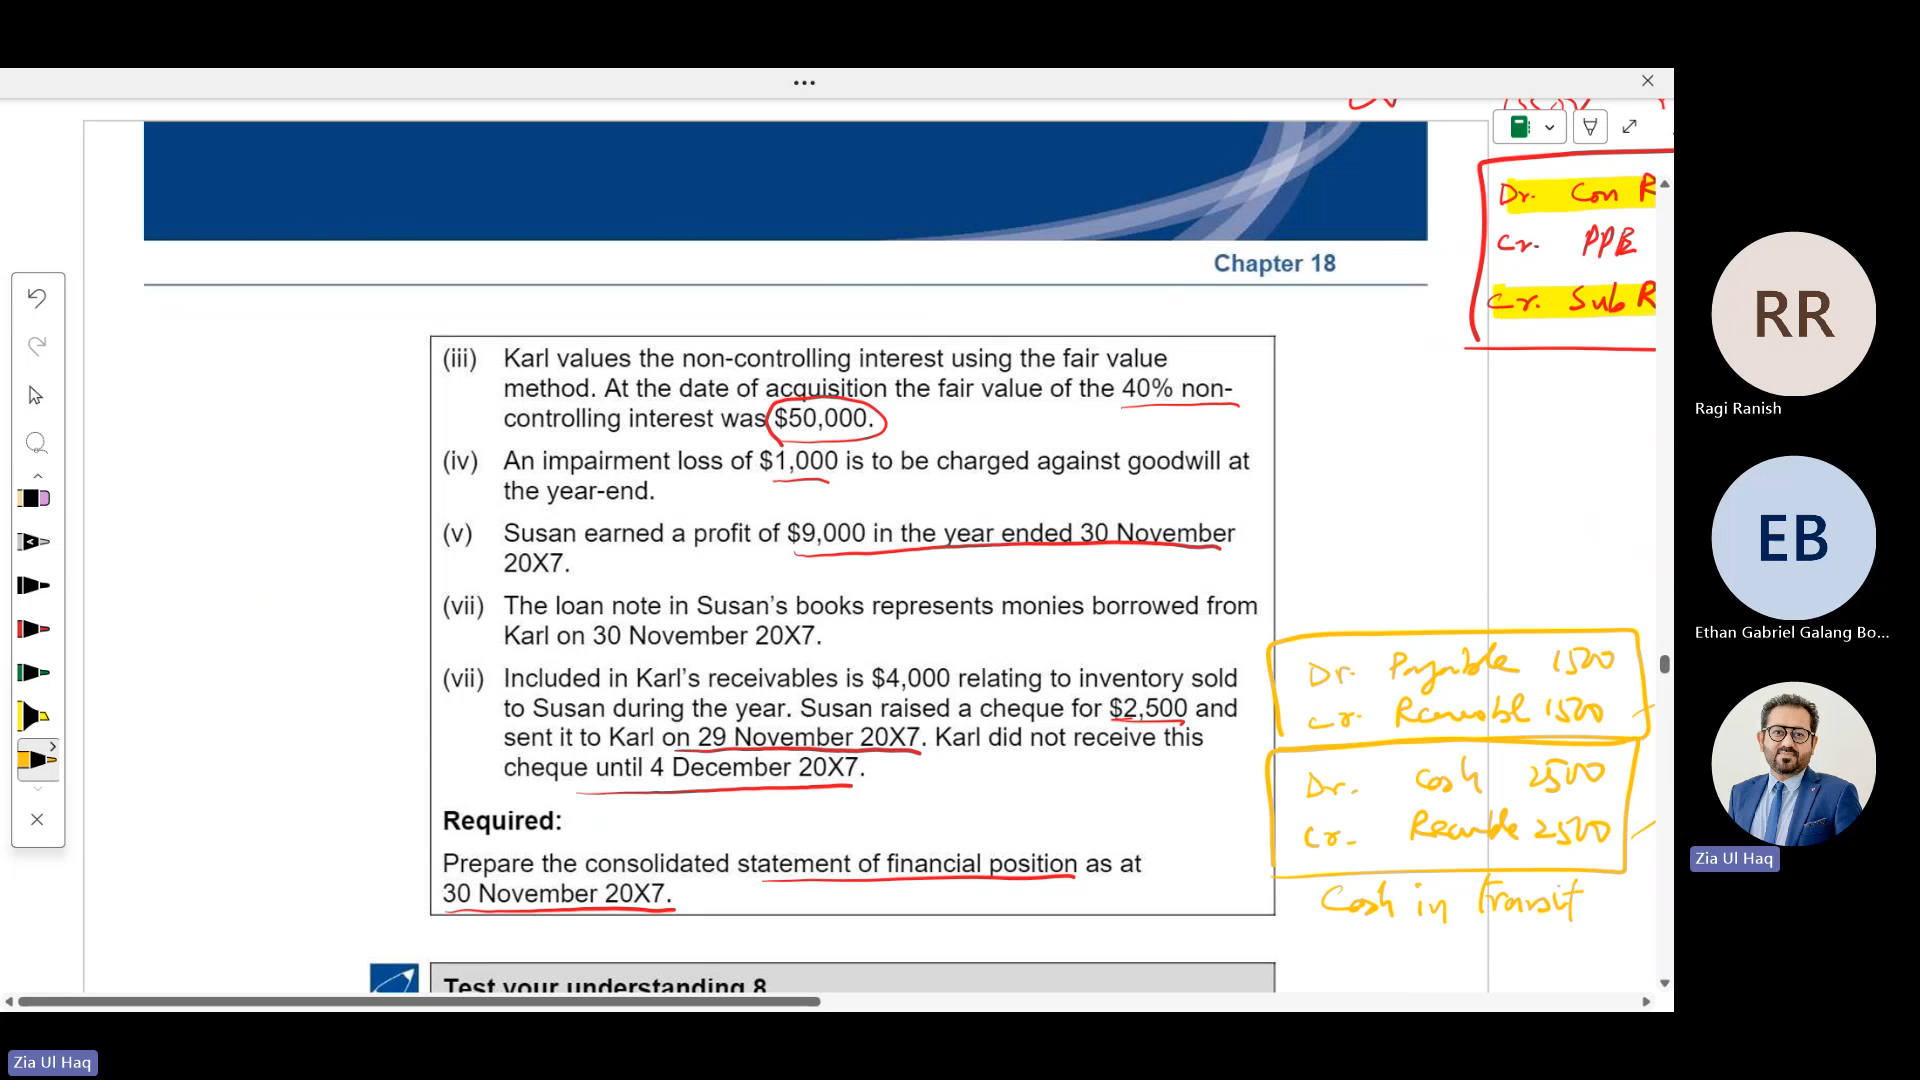 Chapter 18
Dr. Con R
Cr. PPE
Cr. Sub R
(iii) Karl values the non-controlling interest using the fair value
method. At the date of acquisition the fair value of the 40% non-
controlling interest was $50,000.
(iv) An impairment loss of $1,000 is to be charged against goodwill at
the year-end.
(v) Susan earned a profit of $9,000 in the year ended 30 November
20X7.
(vii) The loan note in Susan’s books represents monies borrowed from
Karl on 30 November 20X7.
(vii) Included in Karl’s receivables is $4,000 relating to inventory sold
to Susan during the year. Susan raised a cheque for $2,500 and
sent it to Karl on 29 November 20X7. Karl did not receive this
cheque until 4 December 20X7.
Required:
Prepare the consolidated statement of financial position as at
30 November 20X7.
Dr. Payable 1500
Cr. 1500
Dr. Cash 2500
Cr. 2500
Cash in transit
Test your understanding 8
RR
Ragi Ranish
EB
Ethan Gabriel Galang Bo...
Zia Ul Haq
Zia Ul Haq